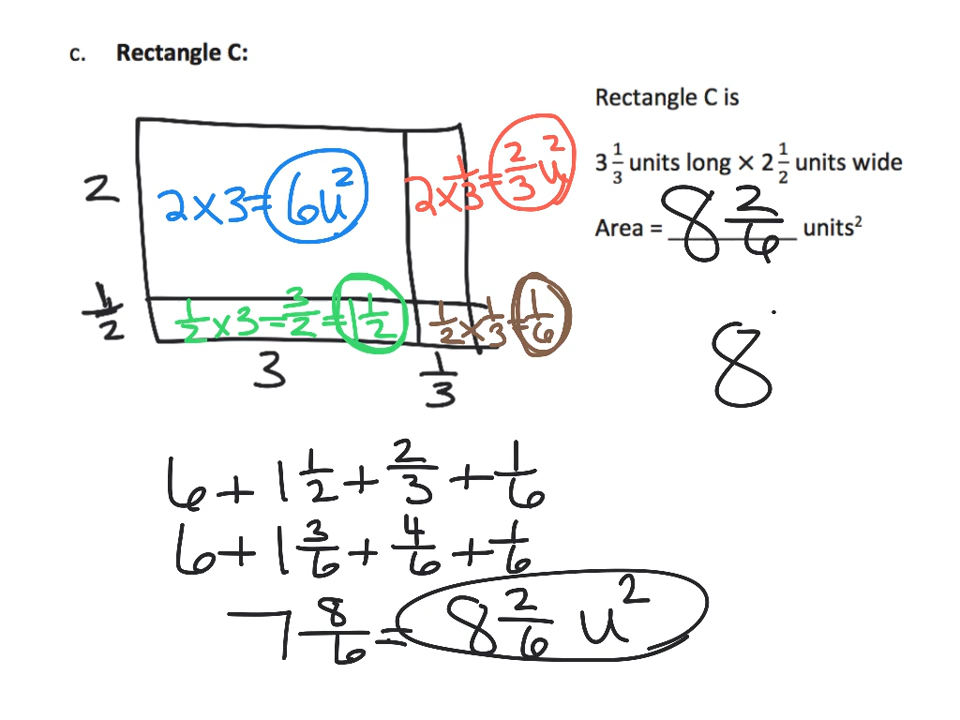 c. Rectangle C:
Rectangle C is
3 1/3 units long × 2 1/2 units wide
Area = 8 2/6 units²
8
2
2x3=6u²
2x1/3=2/3u²
1/2
1/2x3=3/2=1 1/2
1/2x1/3=1/6
3
1/3
6+1 1/2+2/3+1/6
6+1 3/6+4/6+1/6
7 8/6=8 2/6 u²